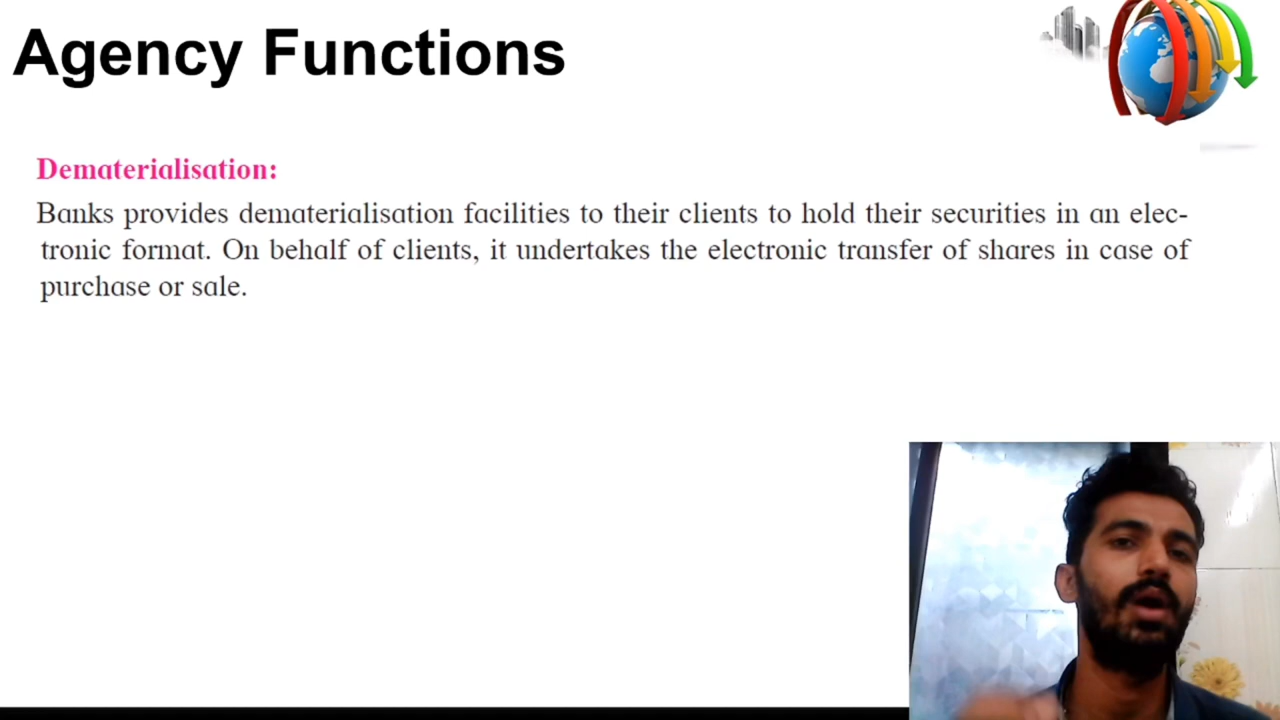 Agency Functions
Dematerialisation:
Banks provides dematerialisation facilities to their clients to hold their securities in an elec-
tronic format. On behalf of clients, it undertakes the electronic transfer of shares in case of
purchase or sale.